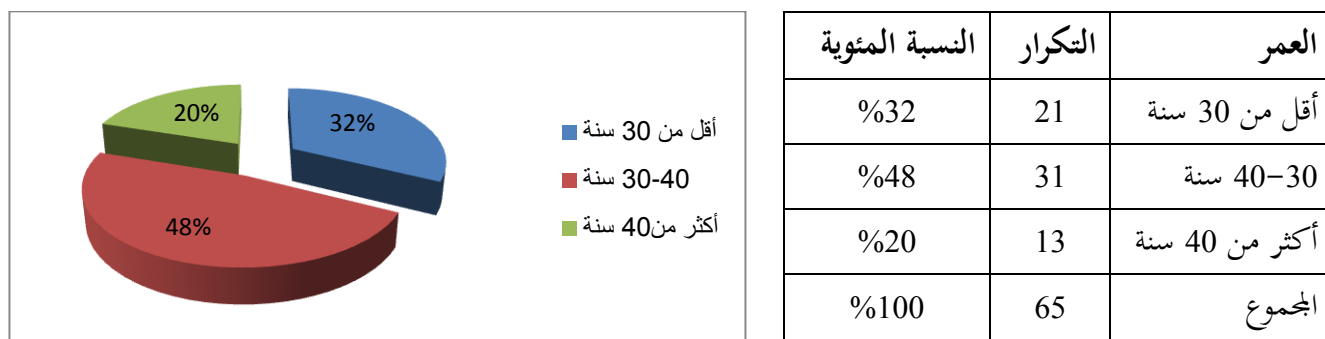 العمر التكرار النسبة المئوية
أقل من 30 سنة 21 %32
30-40 سنة 31 %48
أكثر من 40 سنة 13 %20
المجموع 65 %100
20%
32%
48%
أقل من 30 سنة
30-40 سنة
أكثر من40 سنة